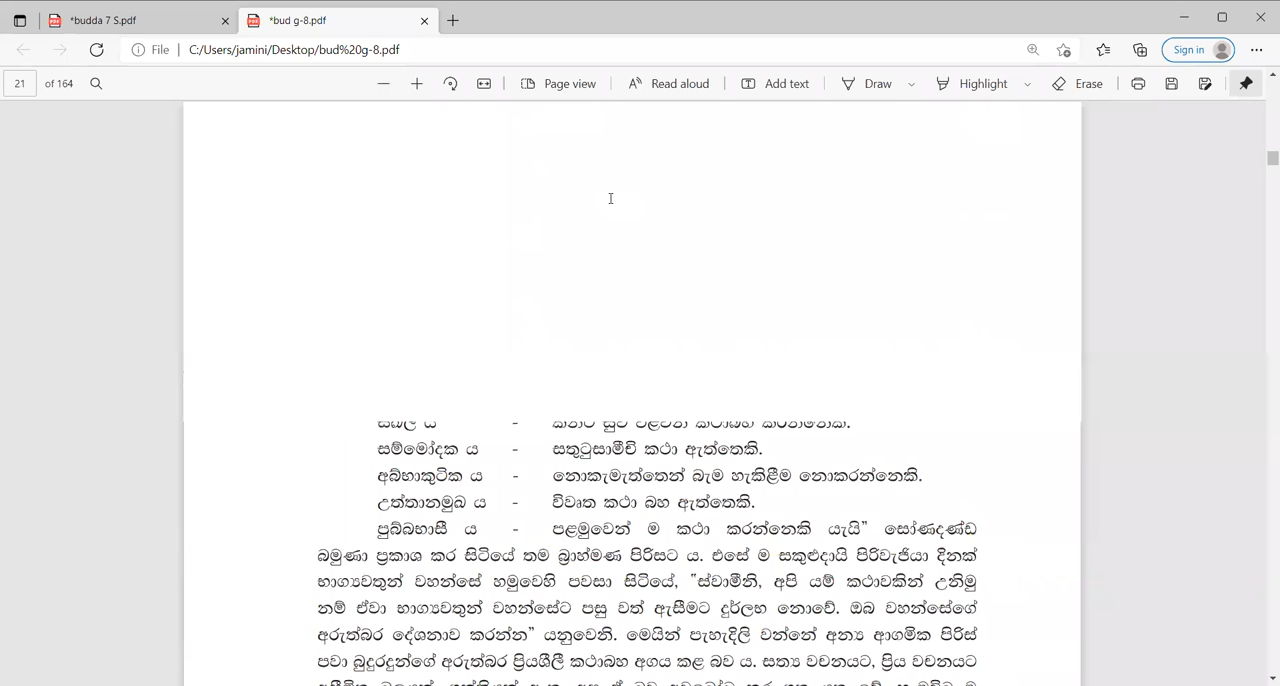 *budda 7 S.pdf
*bud g-8.pdf
File | C:/Users/jamini/Desktop/bud%20g-8.pdf
Sign in
21 of 164
Page view
Read aloud
Add text
Draw
Highlight
Erase
සම්මෝදක ය - සතුටුසාමීචි කථා ඇත්තෙකි.
අබ්භාකුටික ය - නොකැමැත්තෙන් බැම හැකිළීම නොකරන්නෙකි.
උත්තානමුඛ ය - විවෘත කථා බහ ඇත්තෙකි.
පුබ්බභාසී ය - පළමුවෙන් ම කථා කරන්නෙකි යැයි” සෝණදණ්ඩ
බමුණා ප්‍රකාශ කර සිටියේ තම බ්‍රාහ්මණ පිරිසට ය. එසේ ම සකුළුදායි පිරිවැජියා දිනක්
භාග්‍යවතුන් වහන්සේ හමුවෙහි පවසා සිටියේ, “ස්වාමීනි, අපි යම් කථාවකින් උනිමු
නම් ඒවා භාග්‍යවතුන් වහන්සේට පසු වත් ඇසීමට දුර්ලභ නොවේ. ඔබ වහන්සේගේ
අරුත්බර දේශනාව කරන්න” යනුවෙනි. මෙයින් පැහැදිලි වන්නේ අන්‍ය ආගමික පිරිස්
පවා බුදුරදුන්ගේ අරුත්බර ප්‍රියශීලී කථාබහ අගය කළ බව ය. සත්‍ය වචනයට, ප්‍රිය වචනයට